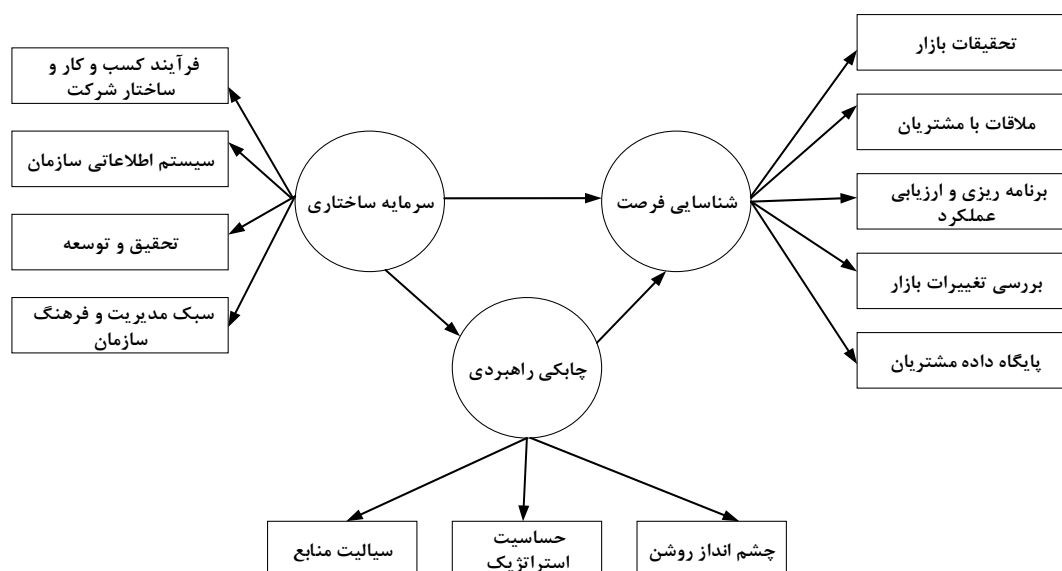 تحقیقات بازار
ملاقات با مشتریان
برنامه ریزی و ارزیابی
عملکرد
بررسی تغییرات بازار
پایگاه داده مشتریان
شناسایی فرصت
سرمایه ساختاری
فرآیند کسب و کار و
ساختار شرکت
سیستم اطلاعاتی سازمان
تحقیق و توسعه
سبک مدیریت و فرهنگ
سازمان
چابکی راهبردی
چشم انداز روشن
حساسیت
استراتژیک
سیالیت منابع